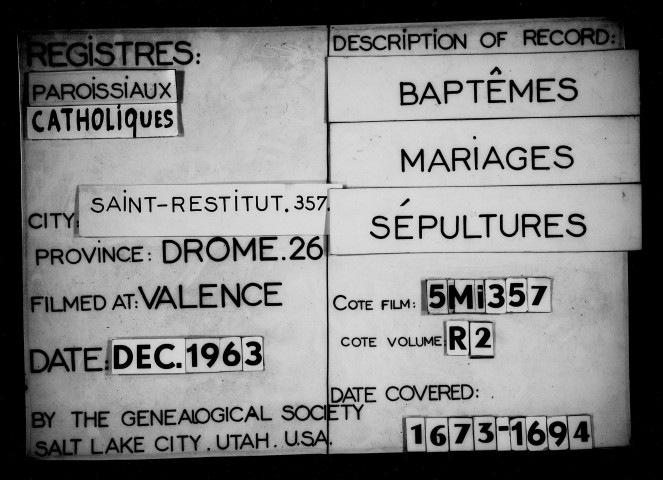 REGISTRES:
PAROISSIAUX
CATHOLIQUES
CITY: SAINT-RESTITUT.357.
PROVINCE: DROME.26
FILMED AT: VALENCE
DATE: DEC.1963
BY THE GENEALOGICAL SOCIETY
SALT LAKE CITY. UTAH. U.S.A.
DESCRIPTION OF RECORD:
BAPTÊMES
MARIAGES
SÉPULTURES
COTE FILM: 5Mi357
COTE VOLUME: R2
DATE COVERED:
1673-1694